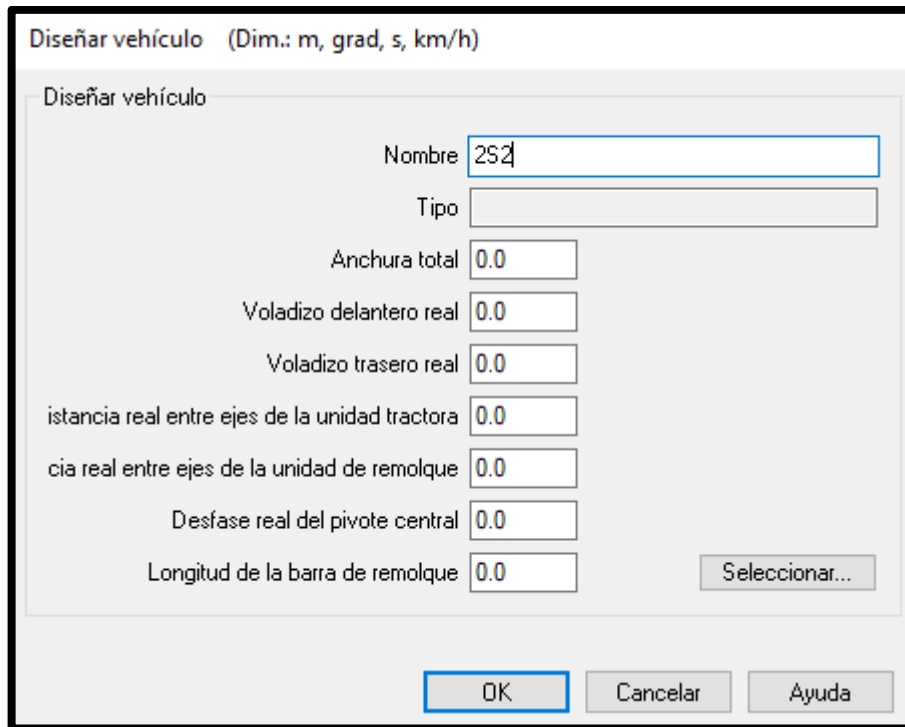 Diseñar vehículo (Dim.: m, grad, s, km/h)
Diseñar vehículo
Nombre 2S2
Tipo
Anchura total 0.0
Voladizo delantero real 0.0
Voladizo trasero real 0.0
istancia real entre ejes de la unidad tractora 0.0
cia real entre ejes de la unidad de remolque 0.0
Desfase real del pivote central 0.0
Longitud de la barra de remolque 0.0 Seleccionar...
OK Cancelar Ayuda